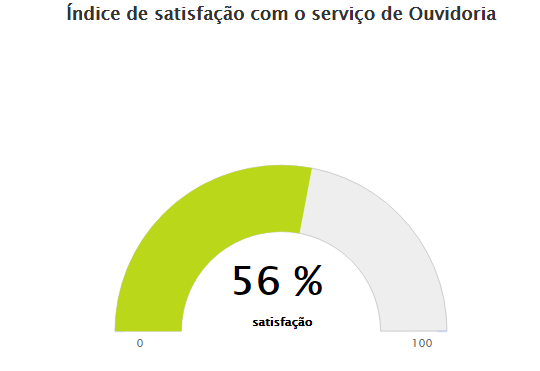 Índice de satisfação com o serviço de Ouvidoria
56 %
satisfação
0
100